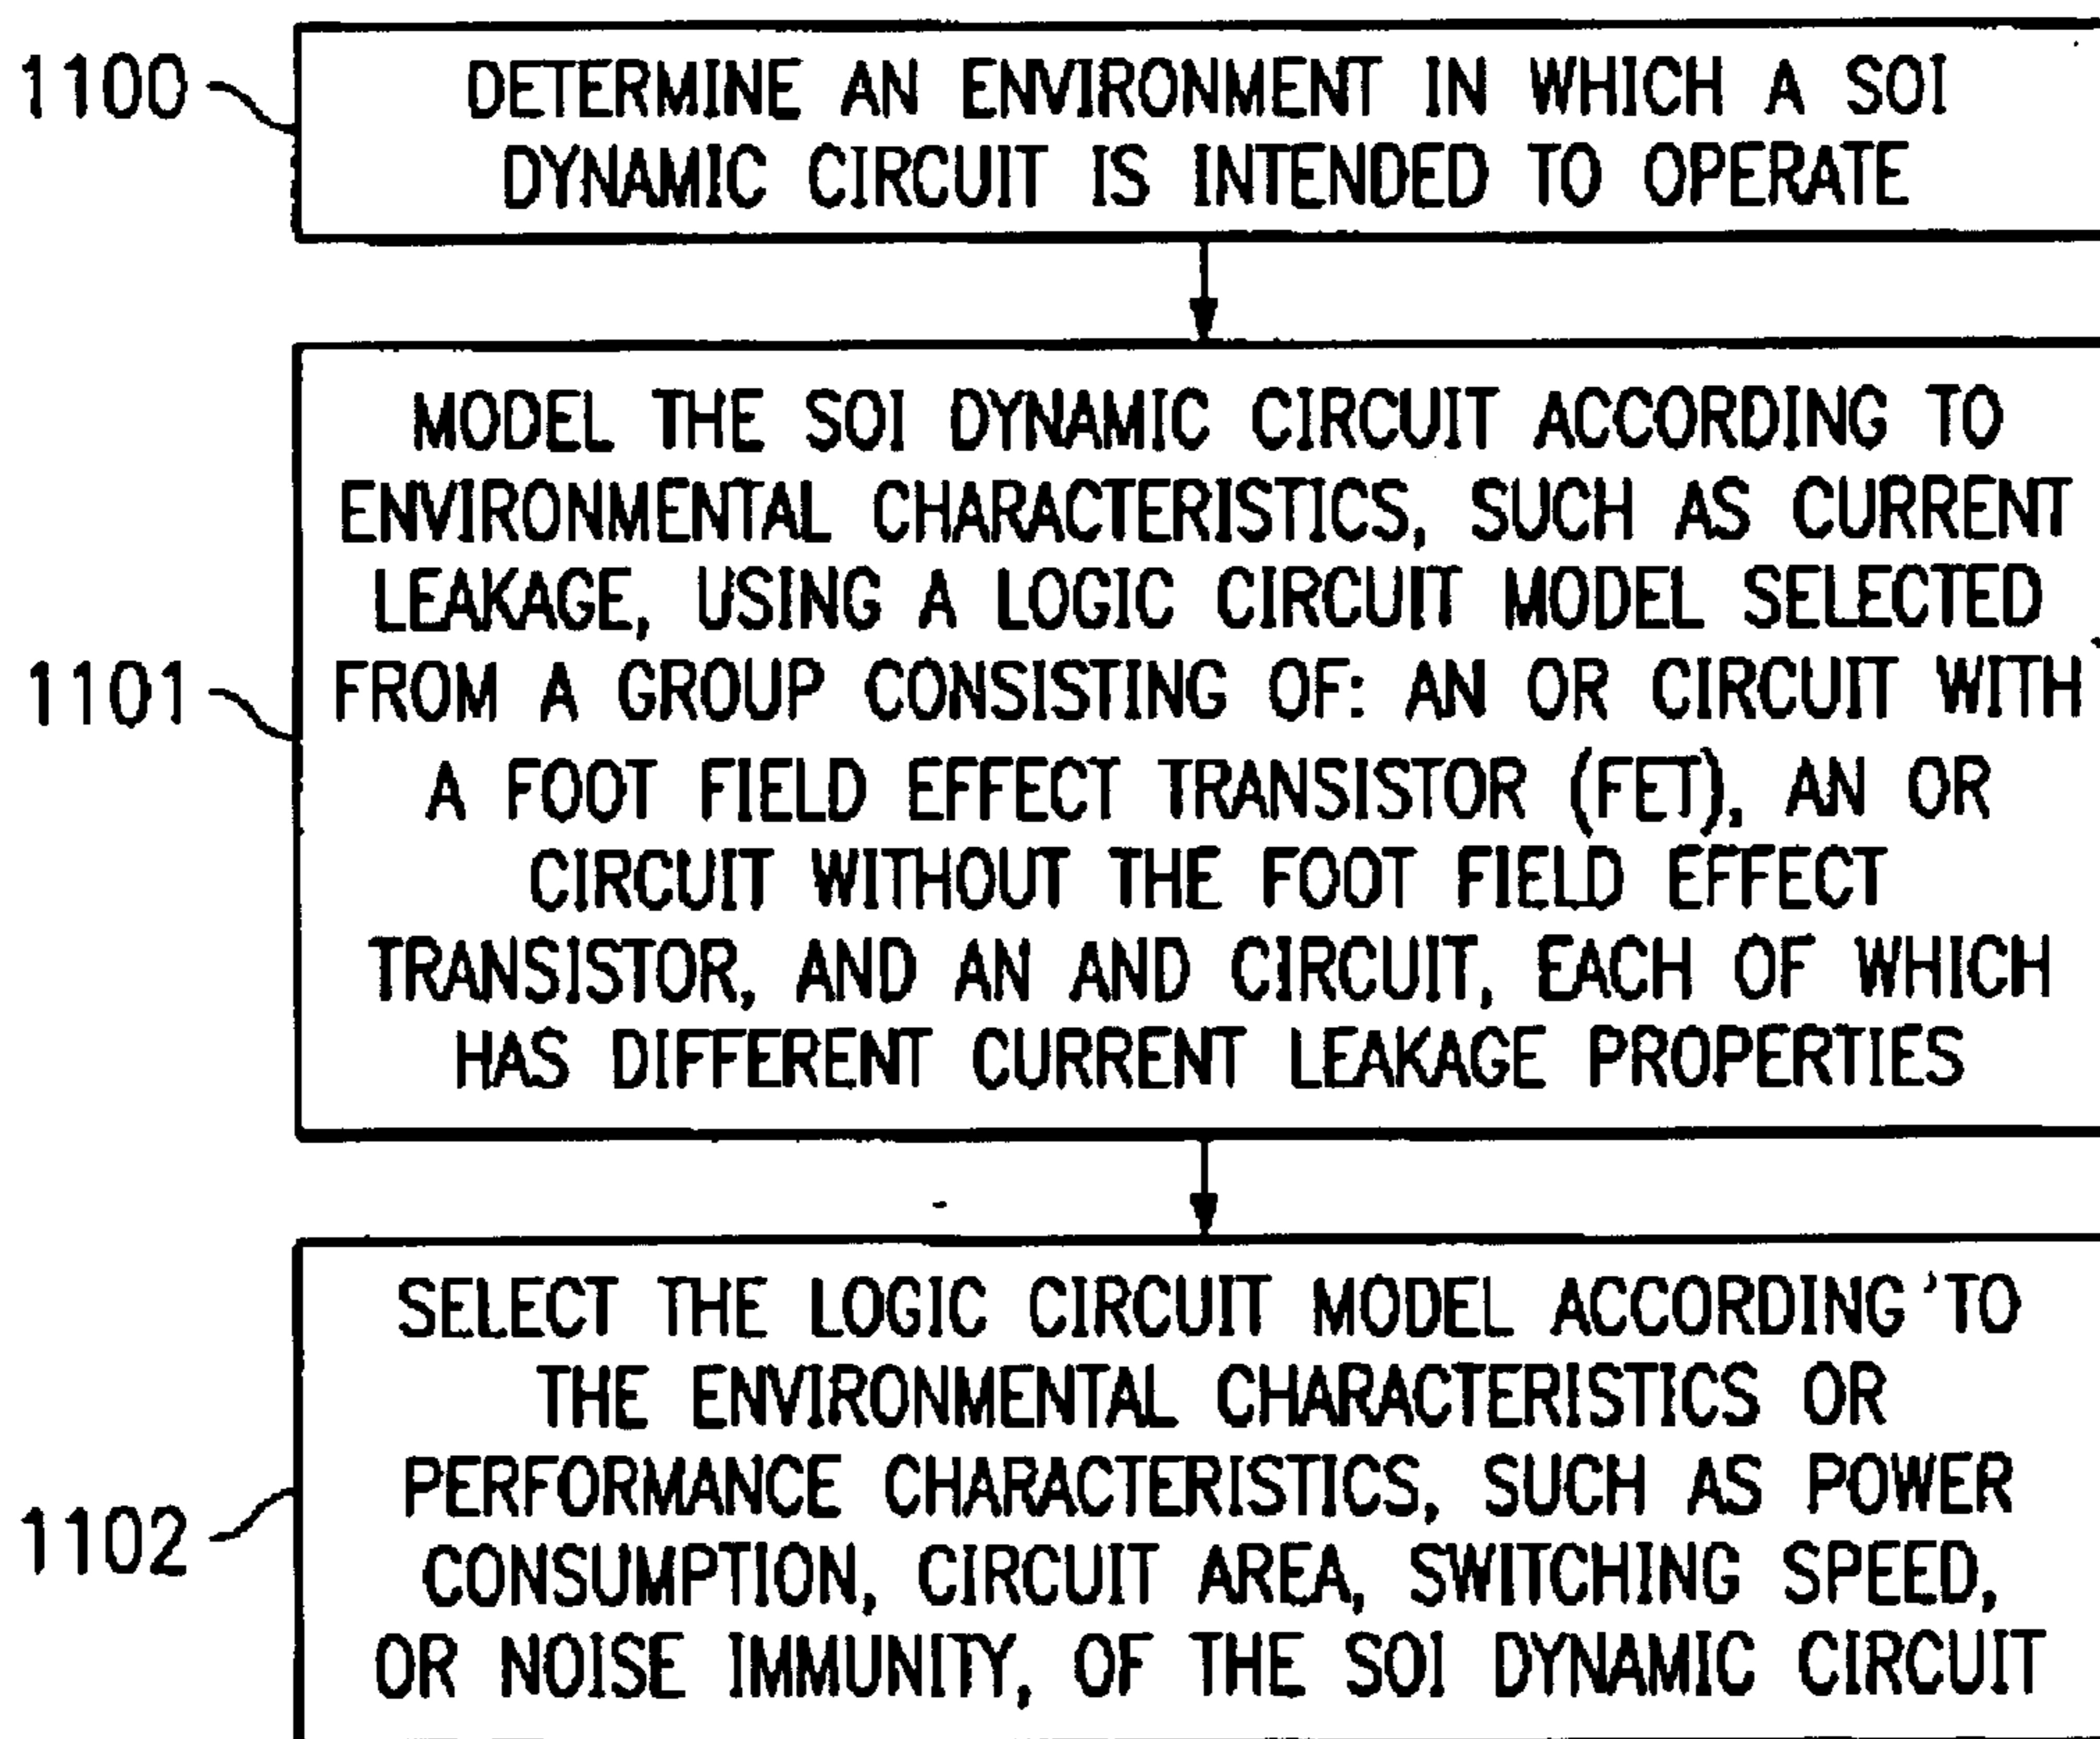 1100
DETERMINE AN ENVIRONMENT IN WHICH A SOI
DYNAMIC CIRCUIT IS INTENDED TO OPERATE
MODEL THE SOI DYNAMIC CIRCUIT ACCORDING TO
ENVIRONMENTAL CHARACTERISTICS, SUCH AS CURRENT
LEAKAGE, USING A LOGIC CIRCUIT MODEL SELECTED
1101
FROM A GROUP CONSISTING OF: AN OR CIRCUIT WITH
A FOOT FIELD EFFECT TRANSISTOR (FET), AN OR
CIRCUIT WITHOUT THE FOOT FIELD EFFECT
TRANSISTOR, AND AN AND CIRCUIT, EACH OF WHICH
HAS DIFFERENT CURRENT LEAKAGE PROPERTIES
SELECT THE LOGIC CIRCUIT MODEL ACCORDING TO
THE ENVIRONMENTAL CHARACTERISTICS OR
PERFORMANCE CHARACTERISTICS, SUCH AS POWER
1102
CONSUMPTION, CIRCUIT AREA, SWITCHING SPEED,
OR NOISE IMMUNITY, OF THE SOI DYNAMIC CIRCUIT